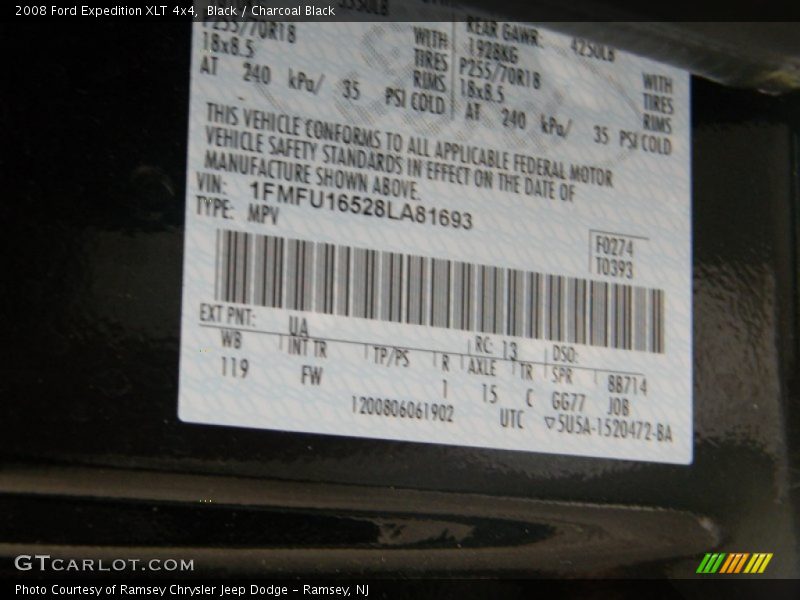 2008 Ford Expedition XLT 4x4, Black / Charcoal Black
REAR GAWR: 4250LB
P255/70R18 WITH 1928KG WITH
18x8.5 TIRES P255/70R18 TIRES
RIMS 18x8.5 RIMS
AT 240 kPa/ 35 PSI COLD AT 240 kPa/ 35 PSI COLD
THIS VEHICLE CONFORMS TO ALL APPLICABLE FEDERAL MOTOR
VEHICLE SAFETY STANDARDS IN EFFECT ON THE DATE OF
MANUFACTURE SHOWN ABOVE.
VIN: 1FMFU16528LA81693
TYPE: MPV
F0274
T0393
EXT PNT: UA RC: 13 DSO:
WB INT TR TP/PS R AXLE TR SPR 8B714
119 FW 1 15 C GG77 JOB
1200806061902 UTC ▽5U5A-1520472-BA
GTCARLOT.COM
Photo Courtesy of Ramsey Chrysler Jeep Dodge – Ramsey, NJ